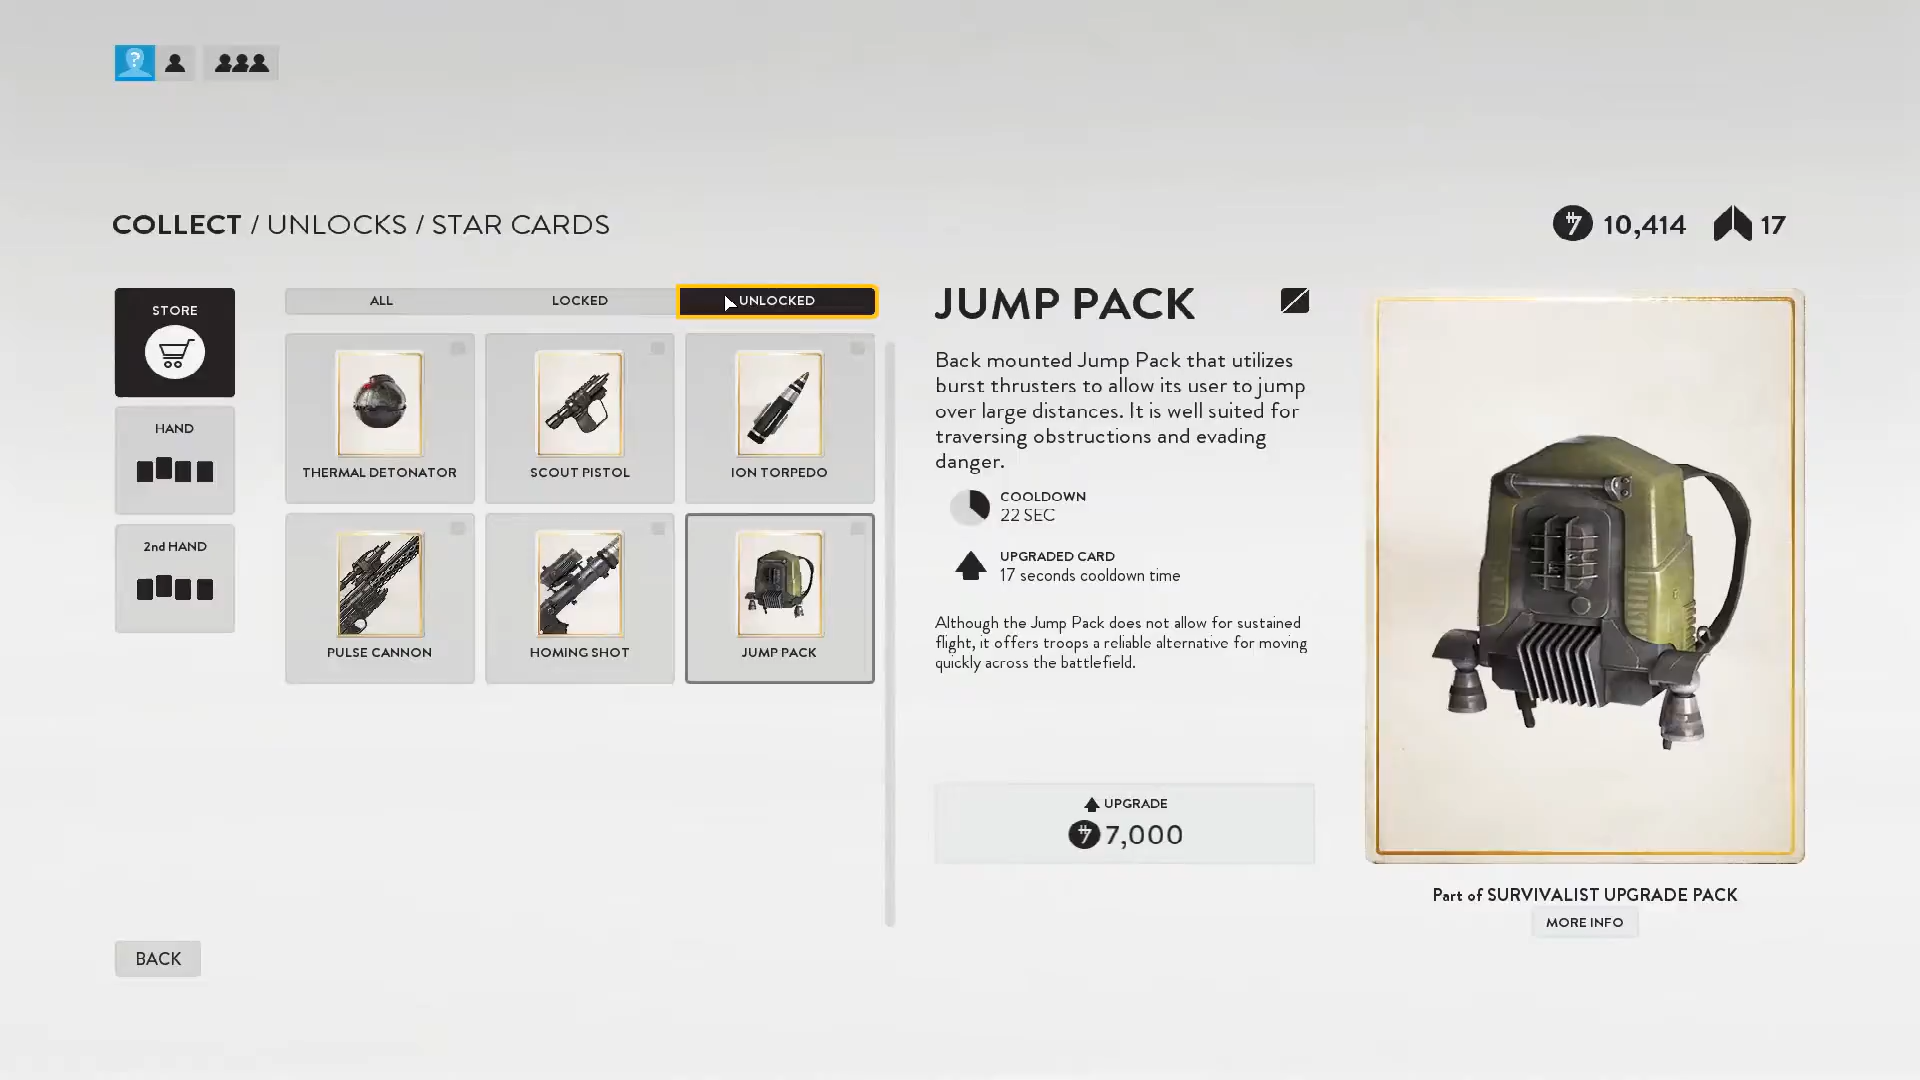 COLLECT / UNLOCKS / STAR CARDS
10,414
17
STORE
HAND
2nd HAND
ALL
LOCKED
UNLOCKED
THERMAL DETONATOR
SCOUT PISTOL
ION TORPEDO
PULSE CANNON
HOMING SHOT
JUMP PACK
JUMP PACK
Back mounted Jump Pack that utilizes
burst thrusters to allow its user to jump
over large distances. It is well suited for
traversing obstructions and evading
danger.
COOLDOWN
22 SEC
UPGRADED CARD
17 seconds cooldown time
Although the Jump Pack does not allow for sustained
flight, it offers troops a reliable alternative for moving
quickly across the battlefield.
UPGRADE
7,000
Part of SURVIVALIST UPGRADE PACK
MORE INFO
BACK